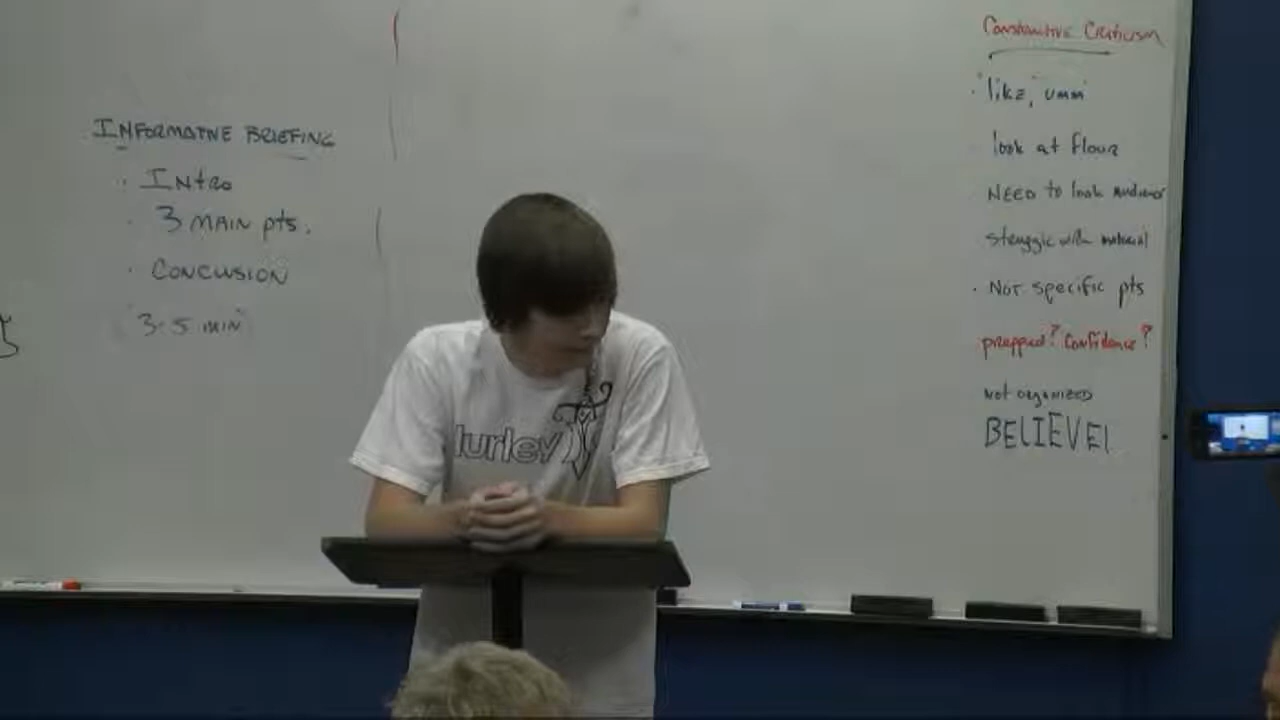 INFORMATIVE BRIEFING
· INTRO
· 3 MAIN pts.
· CONCLUSION
3-5 MIN
hurley
Constructive Criticism
· "like, umm"
look at flour
NEED to look Audience
struggle with material
· Not specific pts
prepped? Confidence?
Not organized
BELIEVE!